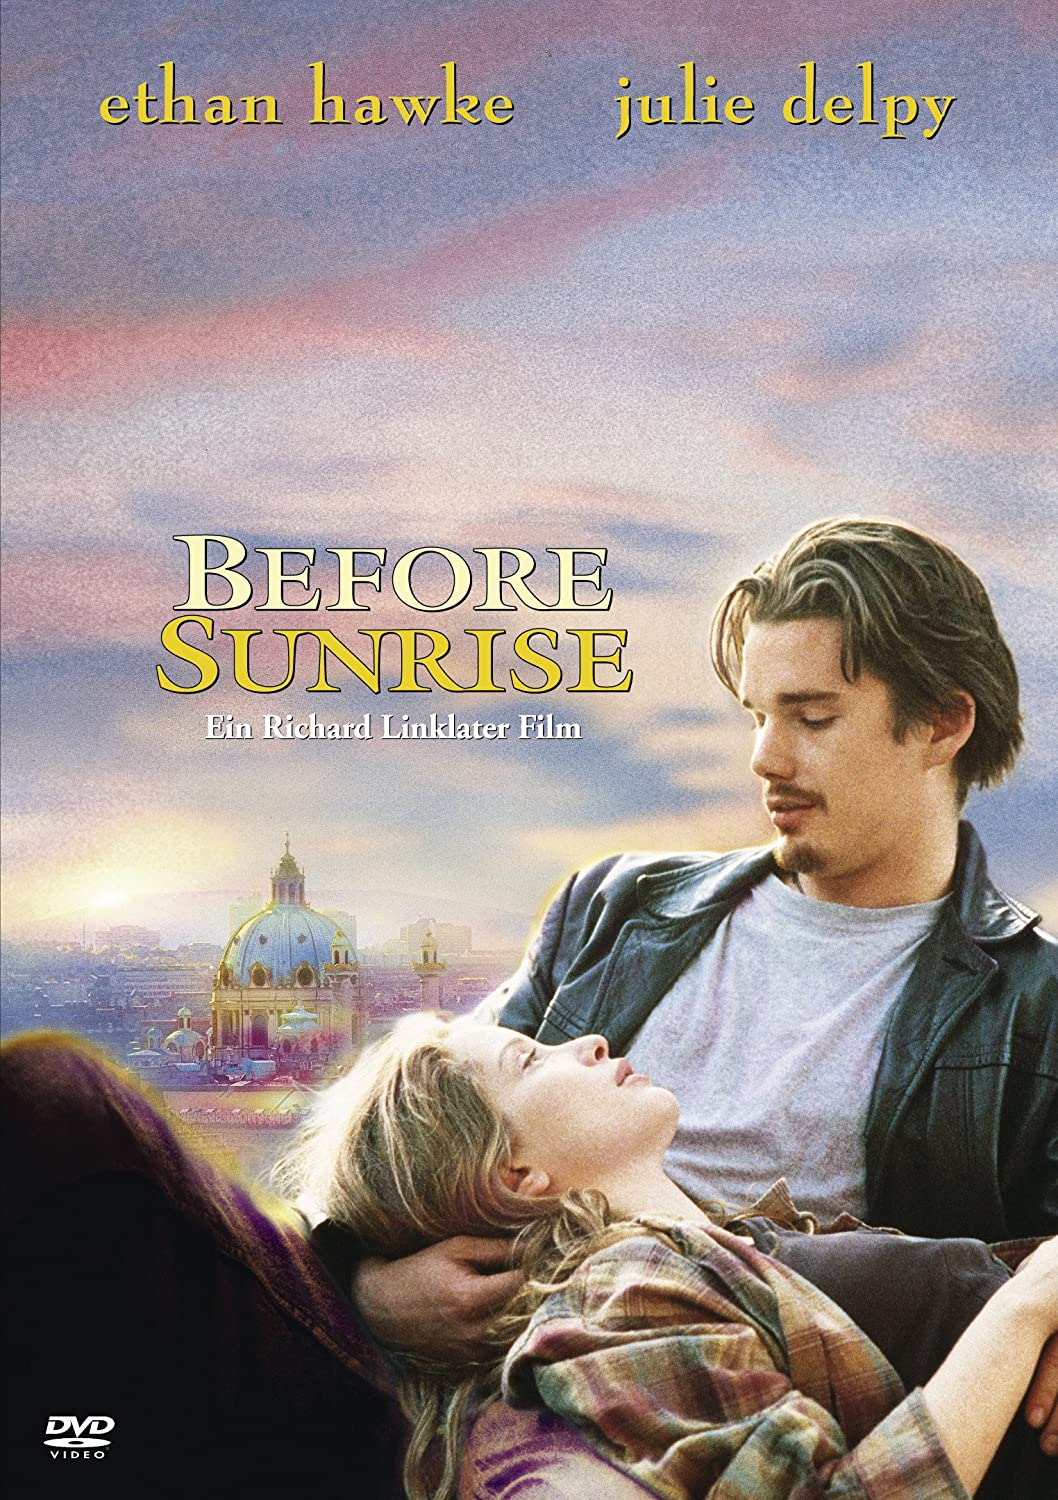 ethan hawke julie delpy
BEFORE
SUNRISE
Ein Richard Linklater Film
DVD
VIDEO